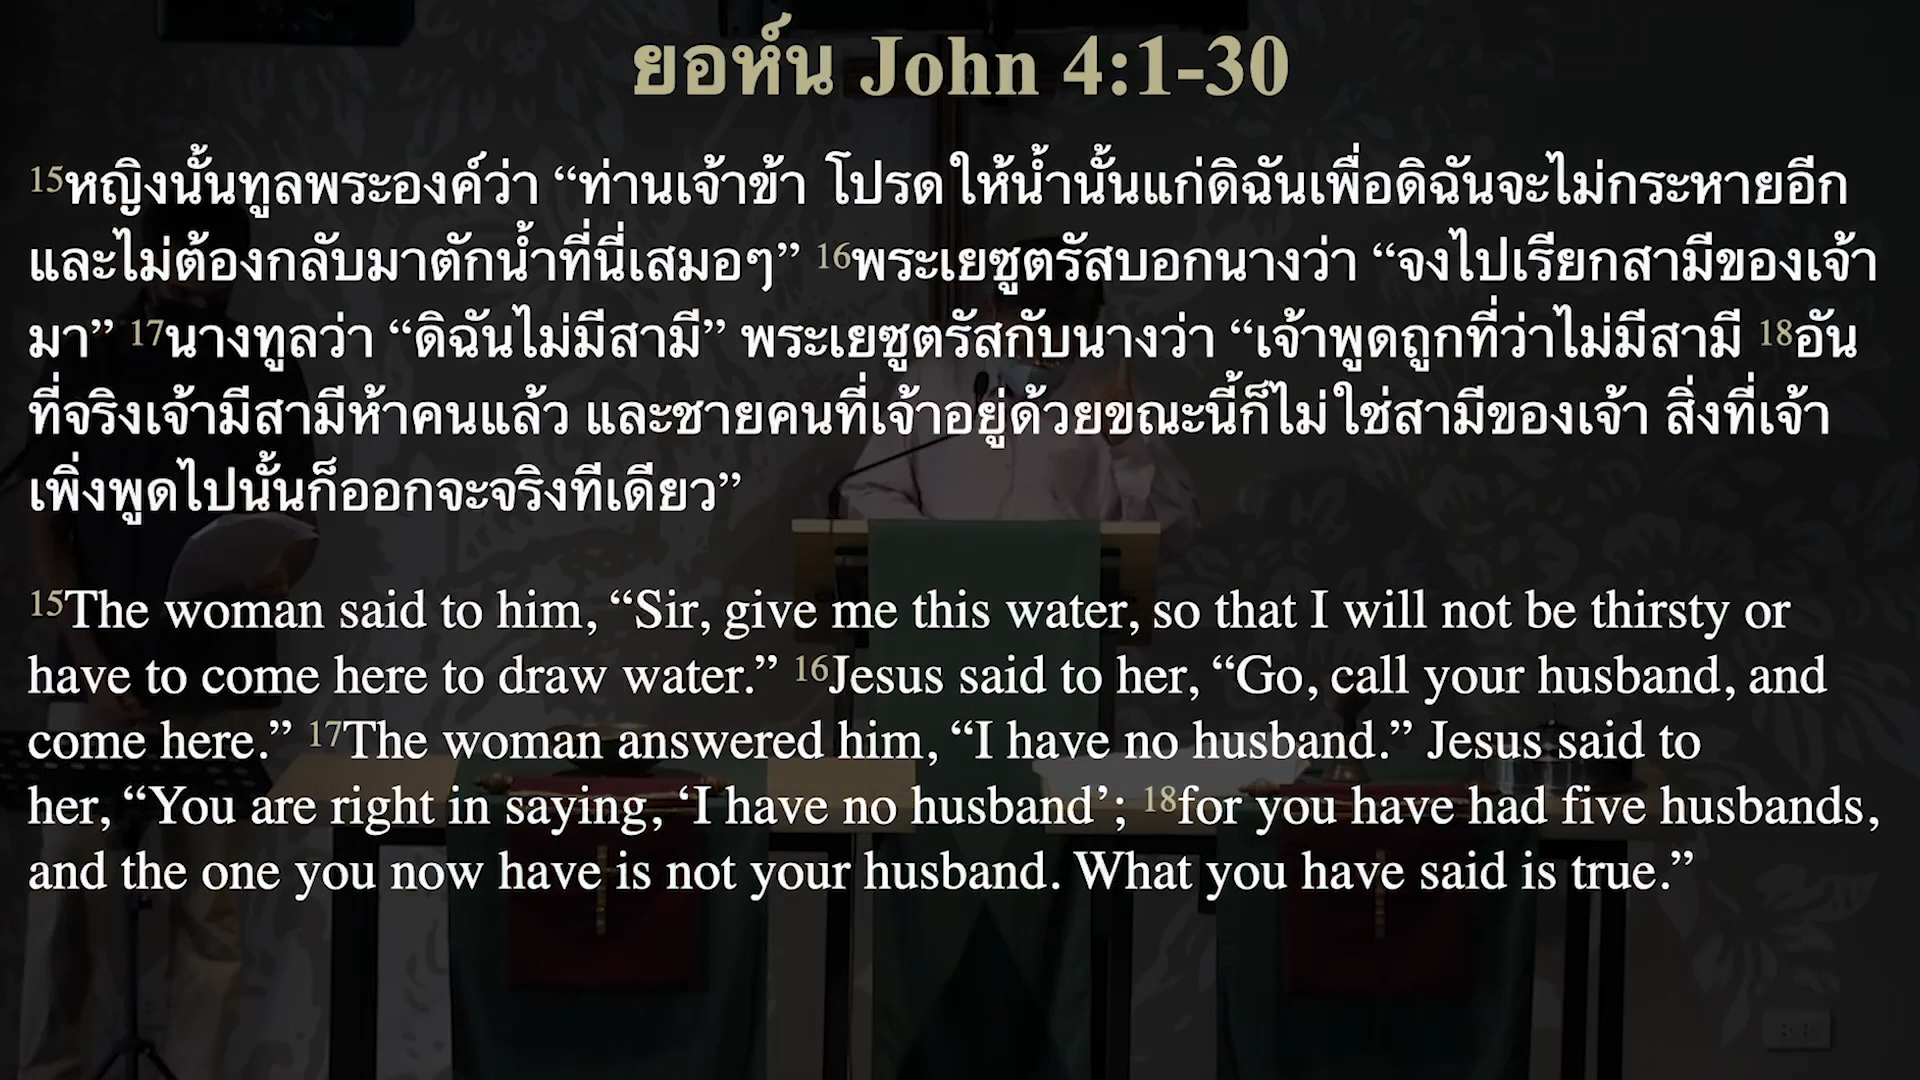 ยอห์น John 4:1-30
15หญิงนั้นทูลพระองค์ว่า “ท่านเจ้าข้า โปรดให้น้ำนั้นแก่ดิฉันเพื่อดิฉันจะไม่กระหายอีก
และไม่ต้องกลับมาตักน้ำที่นี่เสมอๆ” 16พระเยซูตรัสบอกนางว่า “จงไปเรียกสามีของเจ้า
มา” 17นางทูลว่า “ดิฉันไม่มีสามี” พระเยซูตรัสกับนางว่า “เจ้าพูดถูกที่ว่าไม่มีสามี 18อัน
ที่จริงเจ้ามีสามีห้าคนแล้ว และชายคนที่เจ้าอยู่ด้วยขณะนี้ก็ไม่ใช่สามีของเจ้า สิ่งที่เจ้า
เพิ่งพูดไปนั้นก็ออกจะจริงทีเดียว”
15The woman said to him, “Sir, give me this water, so that I will not be thirsty or
have to come here to draw water.” 16Jesus said to her, “Go, call your husband, and
come here.” 17The woman answered him, “I have no husband.” Jesus said to
her, “You are right in saying, ‘I have no husband’; 18for you have had five husbands,
and the one you now have is not your husband. What you have said is true.”